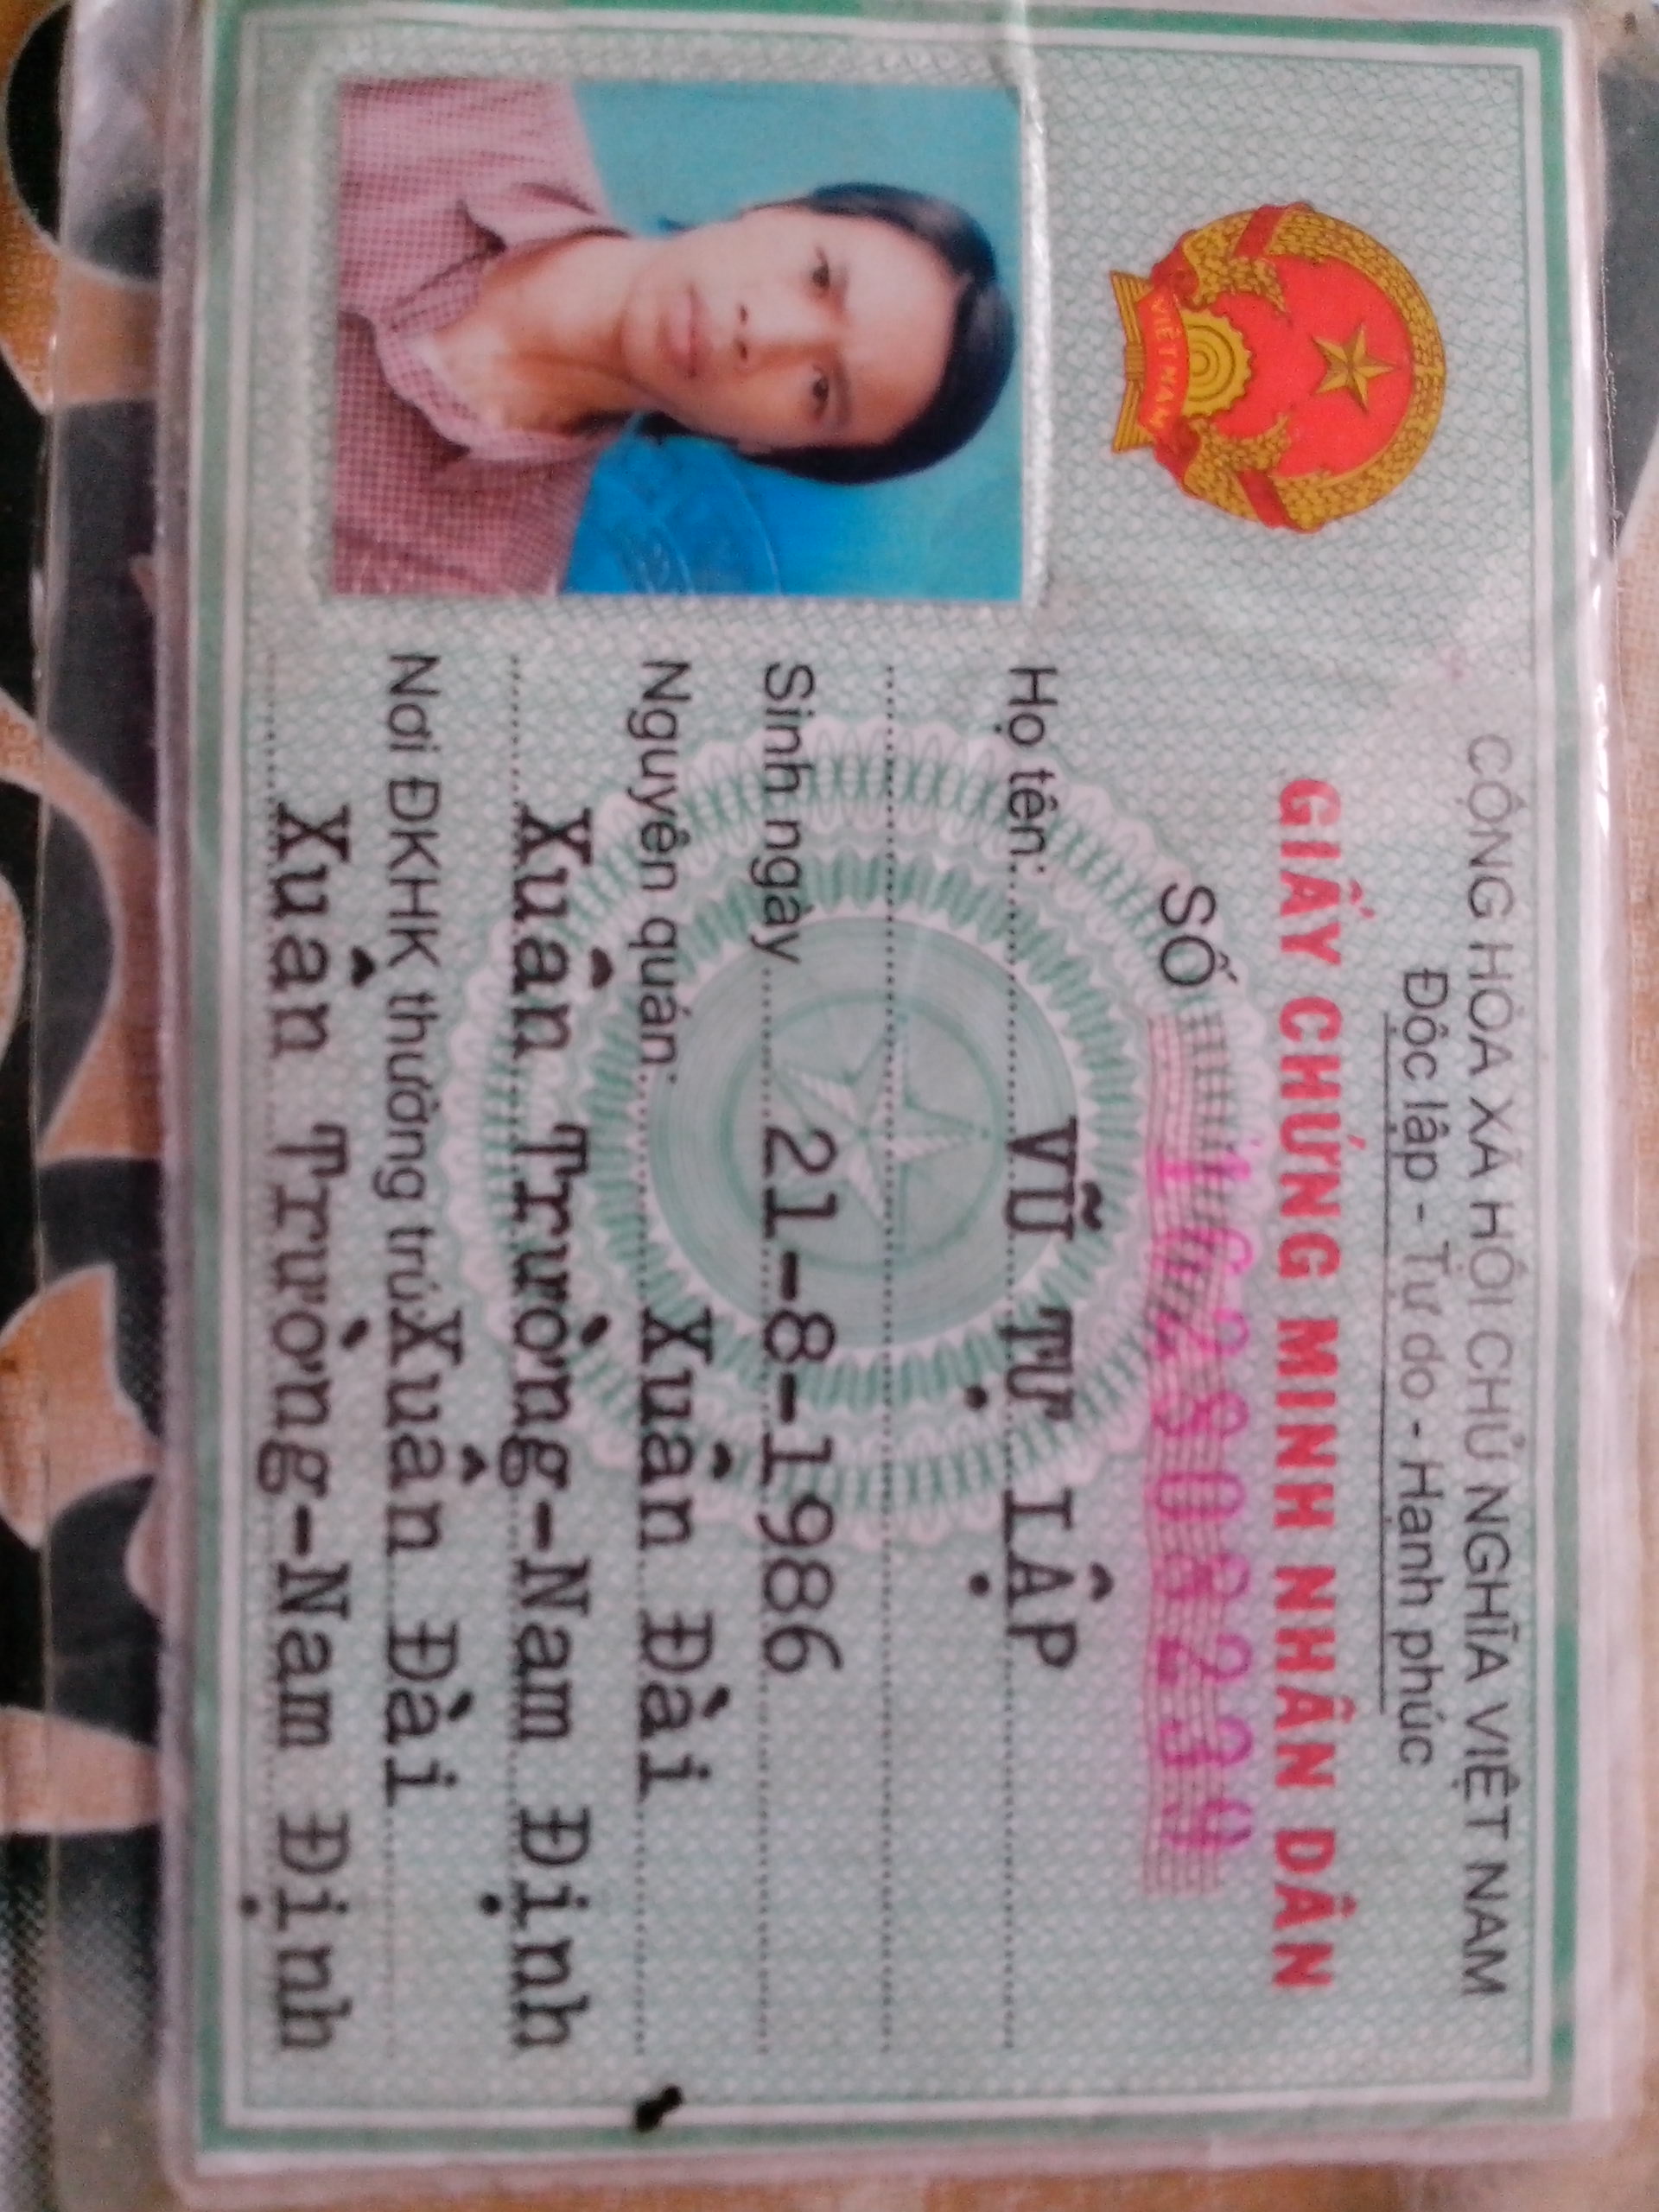 CỘNG HÒA XÃ HỘI CHỦ NGHĨA VIỆT NAM
Độc lập - Tự do - Hạnh phúc
GIẤY CHỨNG MINH NHÂN DÂN
SỐ 162808239
Họ tên: VŨ TỰ LẬP
Sinh ngày 21-8-1986
Nguyên quán: Xuân Đài
Xuân Trường-Nam Định
Nơi ĐKHK thường trú: Xuân Đài
Xuân Trường-Nam Định
VIỆT NAM